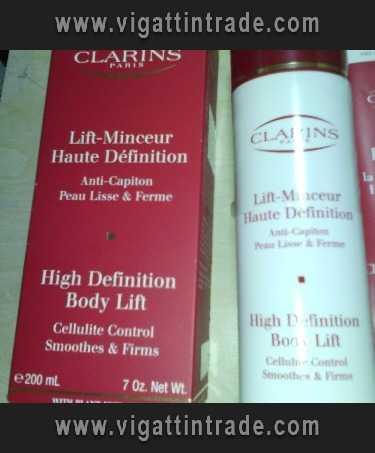 www.vigattintrade.com
CLARINS
PARIS
Lift-Minceur
Haute Définition
Anti-Capiton
Peau Lisse & Ferme
High Definition
Body Lift
Cellulite Control
Smoothes & Firms
e 200 mL 7 Oz. Net Wt.
CLARINS
PARIS
Lift-Minceur
Haute Définition
Anti-Capiton
Peau Lisse & Ferme
High Definition
Body Lift
Cellulite Control
Smoothes & Firms
www.vigattintrade.com